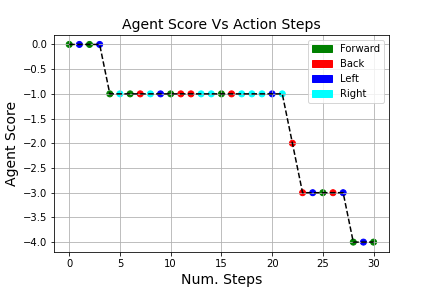 Agent Score Vs Action Steps
Agent Score
0.0
−0.5
−1.0
−1.5
−2.0
−2.5
−3.0
−3.5
−4.0
Forward
Back
Left
Right
0 5 10 15 20 25 30
Num. Steps